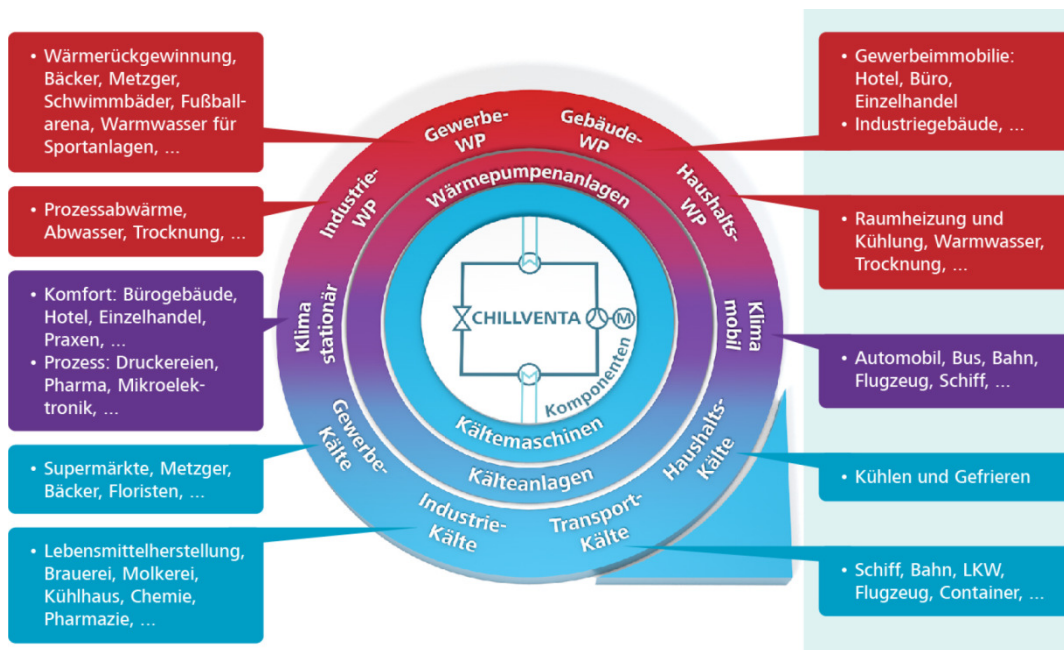 • Wärmerückgewinnung,
Bäcker, Metzger,
Schwimmbäder, Fußball-
arena, Warmwasser für
Sportanlagen, ...
• Prozessabwärme,
Abwasser, Trocknung, ...
• Komfort: Bürogebäude,
Hotel, Einzelhandel,
Praxen, ...
• Prozess: Druckereien,
Pharma, Mikroelek-
tronik, ...
• Supermärkte, Metzger,
Bäcker, Floristen, ...
• Lebensmittelherstellung,
Brauerei, Molkerei,
Kühlhaus, Chemie,
Pharmazie, ...
Gewerbe-
WP
Gebäude-
WP
Industrie-
WP
Haushalts-
WP
Wärmepumpenanlagen
Klima
stationär
CHILLVENTA
M
Klima
mobil
Komponenten
Kältemaschinen
Kälteanlagen
Gewerbe-
Kälte
Haushalts-
Kälte
Industrie-
Kälte
Transport-
Kälte
• Gewerbeimmobilie:
Hotel, Büro,
Einzelhandel
• Industriegebäude, ...
• Raumheizung und
Kühlung, Warmwasser,
Trocknung, ...
• Automobil, Bus, Bahn,
Flugzeug, Schiff, ...
• Kühlen und Gefrieren
• Schiff, Bahn, LKW,
Flugzeug, Container, ...